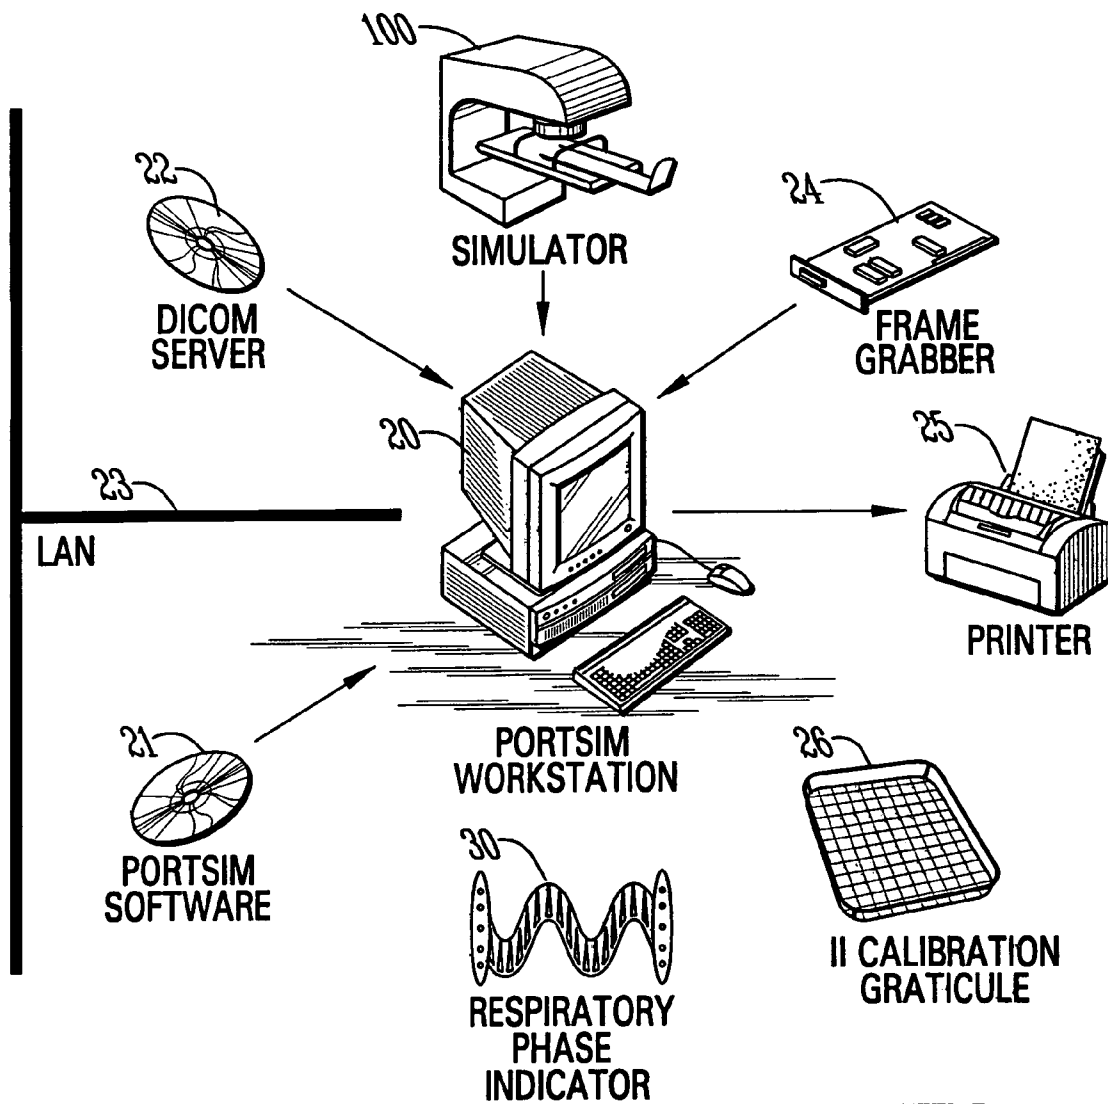 100
SIMULATOR
22
DICOM
SERVER
24
FRAME
GRABBER
20
25
PRINTER
23
LAN
PORTSIM
WORKSTATION
21
PORTSIM
SOFTWARE
26
II CALIBRATION
GRATICULE
30
RESPIRATORY
PHASE
INDICATOR